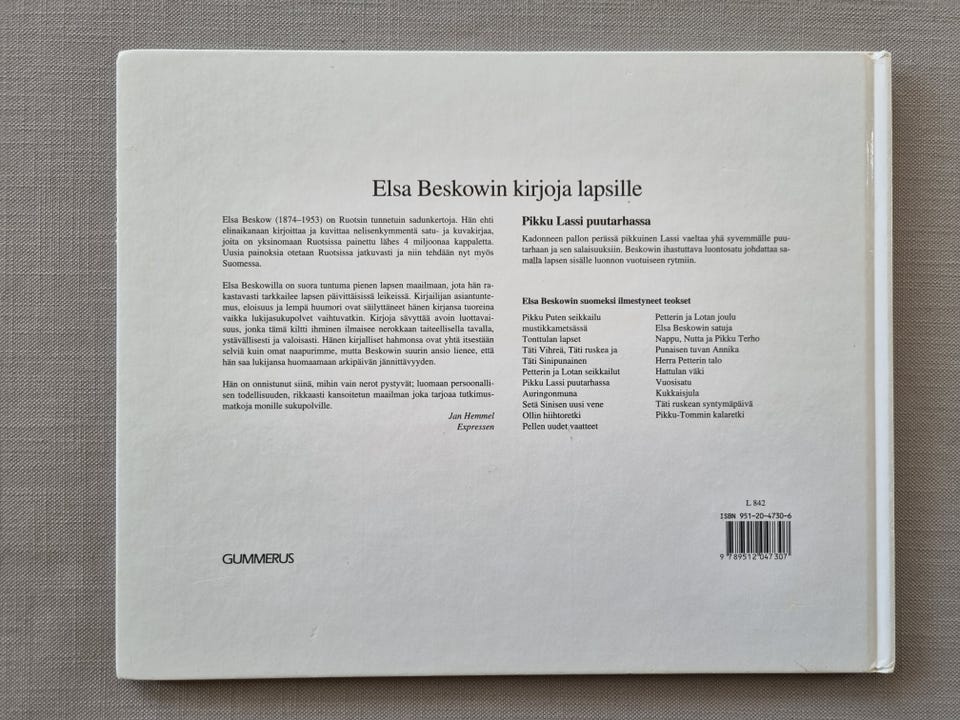 Elsa Beskowin kirjoja lapsille
Elsa Beskow (1874–1953) on Ruotsin tunnetuin sadunkertoja. Hän ehti
elinaikanaan kirjoittaa ja kuvittaa nelisenkymmentä satu- ja kuvakirjaa,
joita on yksinomaan Ruotsissa painettu lähes 4 miljoonaa kappaletta.
Uusia painoksia otetaan Ruotsissa jatkuvasti ja niin tehdään nyt myös
Suomessa.
Elsa Beskowilla on suora tuntuma pienen lapsen maailmaan, jota hän ra-
kastavasti tarkkailee lapsen päivittäisissä leikeissä. Kirjailijan asiantunte-
mus, eloisuus ja lempä huumori ovat säilyttäneet hänen kirjansa tuoreina
vaikka lukijasukupolvet vaihtuvatkin. Kirjoja sävyttää avoin luottavai-
suus, jonka tämä kiltti ihminen ilmaisee nerokkaan taiteellisella tavalla,
ystävällisesti ja valoisasti. Hänen kirjalliset hahmonsa ovat yhtä itsestään
selviä kuin omat naapurimme, mutta Beskowin suurin ansio lienee, että
hän saa lukijansa huomaamaan arkipäivän jännittävyyden.
Hän on onnistunut siinä, mihin vain nerot pystyvät; luomaan persoonalli-
sen todellisuuden, rikkaasti kansoitetun maailman joka tarjoaa tutkimus-
matkoja monille sukupolville.
Jan Hemmel
Expressen
Pikku Lassi puutarhassa
Kadonneen pallon perässä pikkuinen Lassi vaeltaa yhä syvemmälle puu-
tarhaan ja sen salaisuuksiin. Beskowin ihastuttava luontosatu johdattaa sa-
malla lapsen sisälle luonnon vuotuiseen rytmiin.
Elsa Beskowin suomeksi ilmestyneet teokset
Pikku Puten seikkailu
mustikkametsässä
Tonttulan lapset
Täti Vihreä, Täti ruskea ja
Täti Sinipunainen
Petterin ja Lotan seikkailut
Pikku Lassi puutarhassa
Auringonmuna
Setä Sinisen uusi vene
Ollin hiihtoretki
Pellen uudet vaatteet
Petterin ja Lotan joulu
Elsa Beskowin satuja
Nappu, Nutta ja Pikku Terho
Punaisen tuvan Annika
Herra Petterin talo
Hattulan väki
Vuosisatu
Kukkaisjula
Täti ruskean syntymäpäivä
Pikku-Tommin kalaretki
L 842
ISBN 951-20-4730-6
9 789512 047307
GUMMERUS